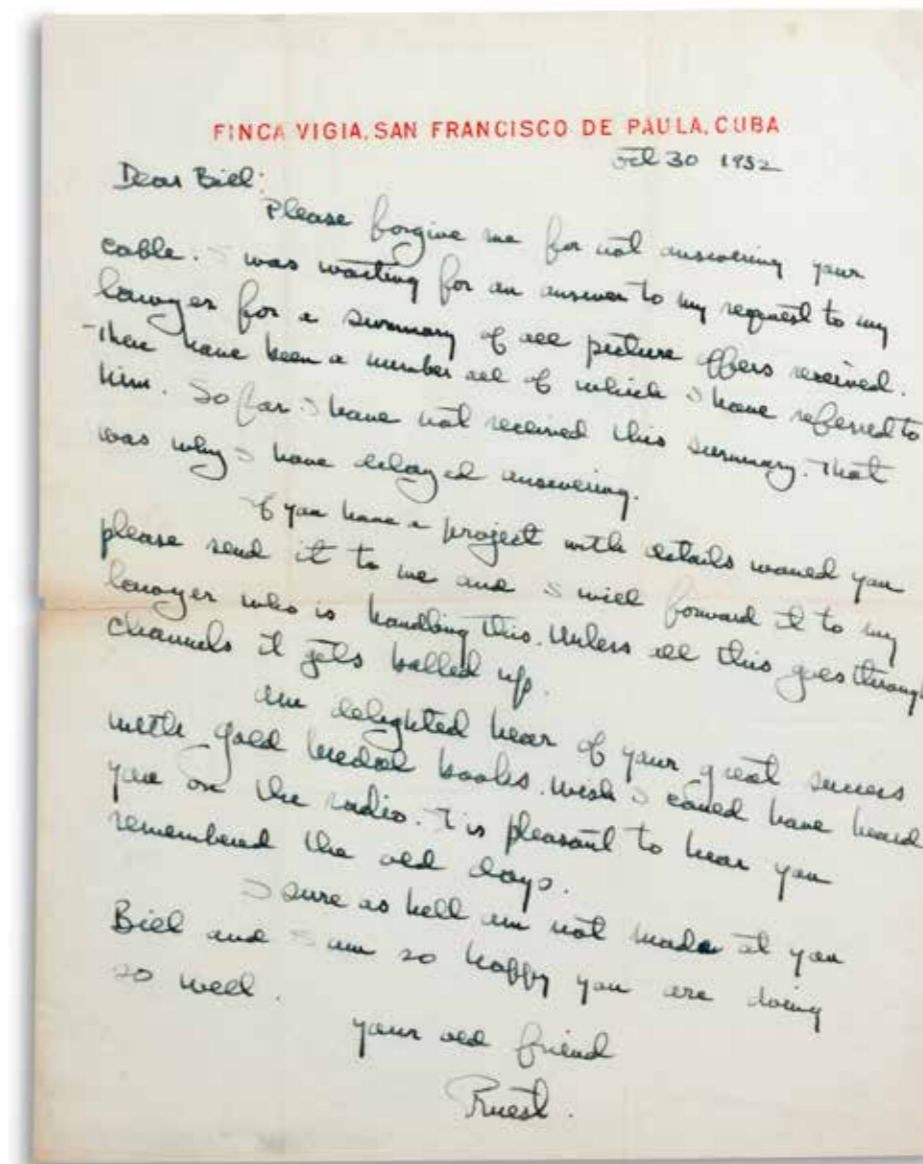 FINCA VIGIA, SAN FRANCISCO DE PAULA, CUBA
30 1952
Dear Bill:
Please forgive me for not answering your
cable. I was waiting for an answer to my request to my
lawyer for a summary of all picture offers received.
There have been a number all of which I have referred to
him. So far I have not received this summary. That
was why I have delayed answering.
If you have a project with details would you
please send it to me and I will forward it to my
lawyer who is handling this. Unless all this goes through
channels it gets balled up.
Am delighted hear of your great success
with gold medal books. Wish I could have heard
you on the radio. It is pleasant to hear you
remembered the old days.
I sure as hell am not mad at you
Bill and I am so happy you are doing
so well.
your old friend
Ernest.